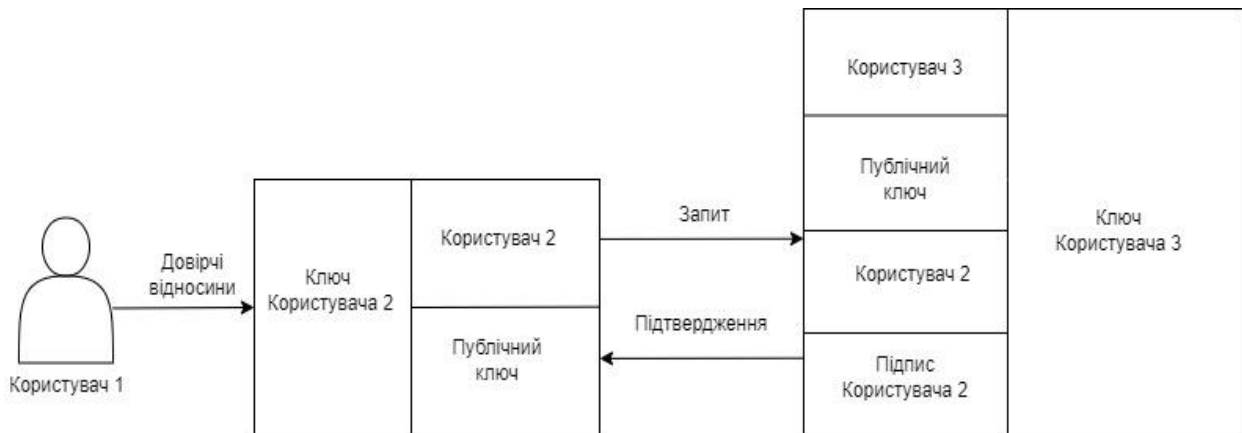 Користувач 1
Довірчі
відносини
Ключ
Користувача 2
Користувач 2
Публічний
ключ
Запит
Підтвердження
Користувач 3
Публічний
ключ
Користувач 2
Підпис
Користувача 2
Ключ
Користувача 3